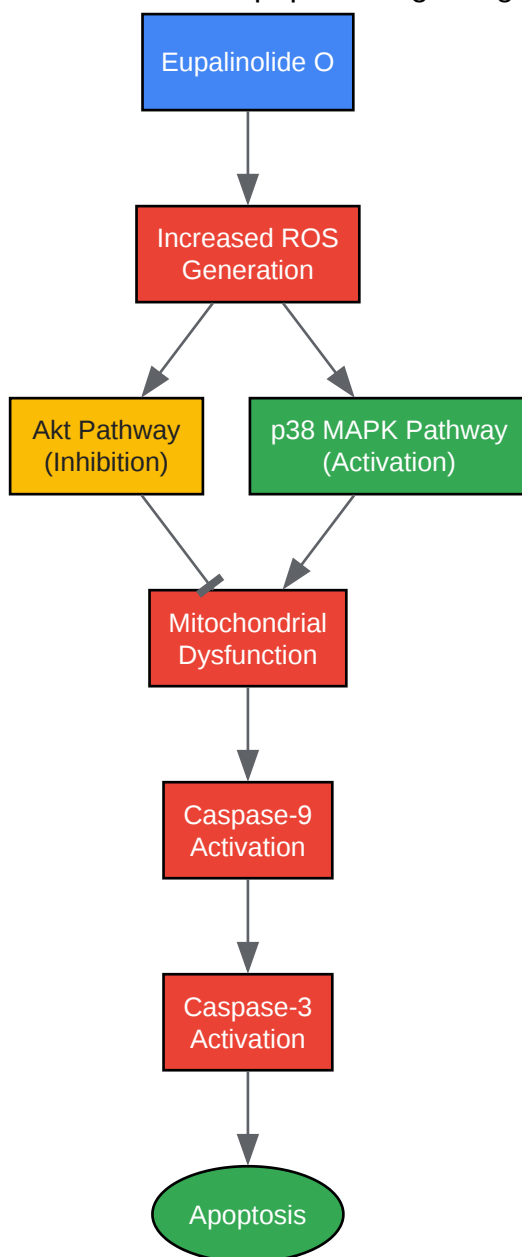 Eupalinolide O
Increased ROS
Generation
Akt Pathway
(Inhibition)
p38 MAPK Pathway
(Activation)
Mitochondrial
Dysfunction
Caspase-9
Activation
Caspase-3
Activation
Apoptosis